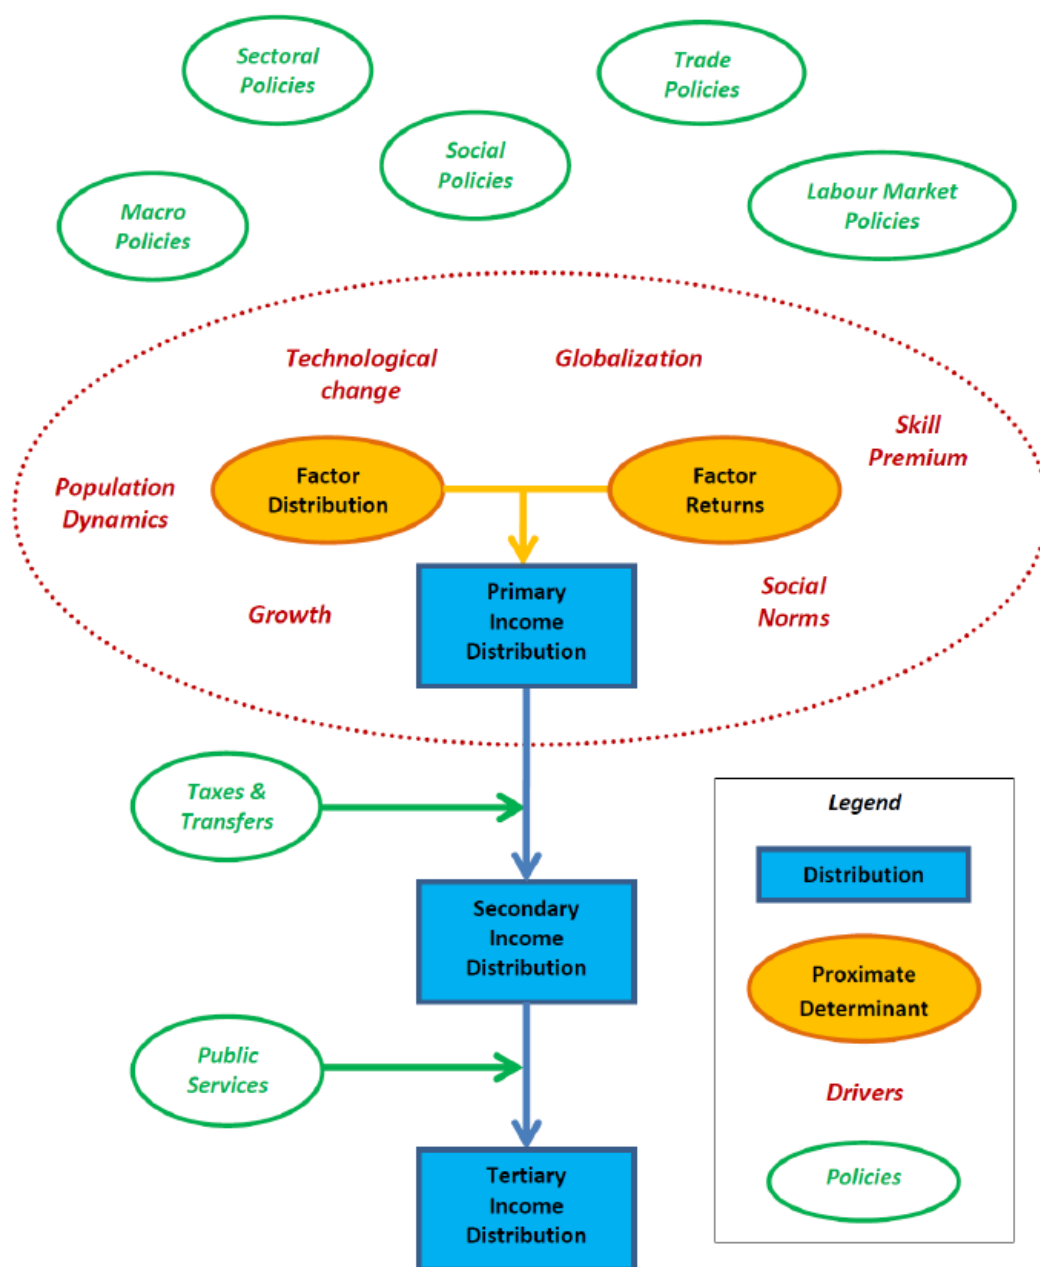 Sectoral
Policies
Trade
Policies
Social
Policies
Macro
Policies
Labour Market
Policies
Technological
change
Globalization
Skill
Premium
Population
Dynamics
Factor
Distribution
Factor
Returns
Growth
Primary
Income
Distribution
Social
Norms
Taxes &
Transfers
Secondary
Income
Distribution
Public
Services
Tertiary
Income
Distribution
Legend
Distribution
Proximate
Determinant
Drivers
Policies